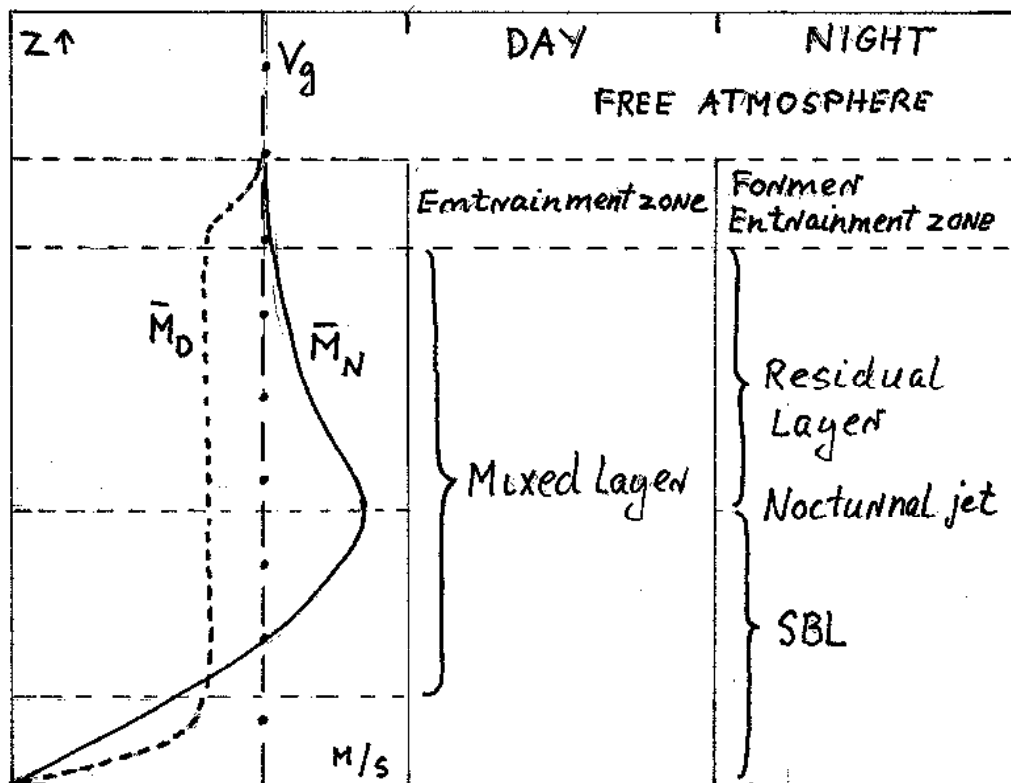 Z↑
DAY
NIGHT
Vg
FREE ATMOSPHERE
Entrainment zone
Former
Entrainment zone
M̄D
M̄N
Residual
Layer
Mixed Layer
Nocturnal jet
SBL
M/s